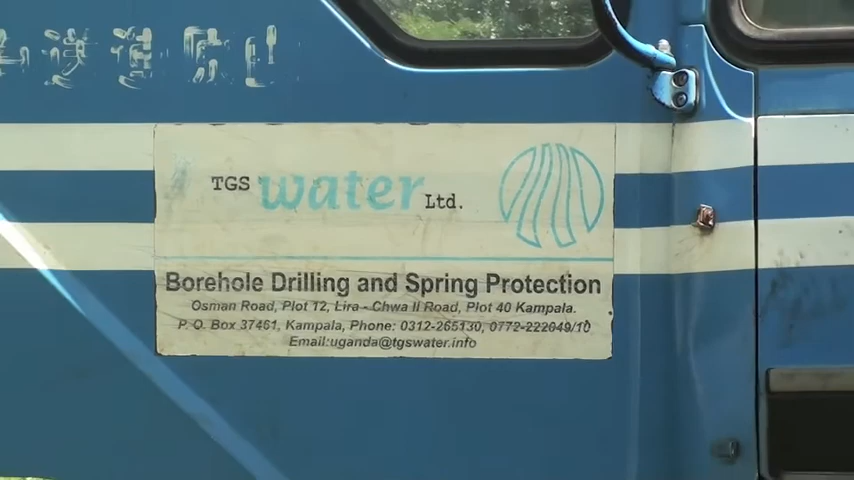 TGS water Ltd.
Borehole Drilling and Spring Protection
Osman Road, Plot 12, Lira - Chwa II Road, Plot 40 Kampala.
P.O. Box 37461, Kampala, Phone: 0312-265130, 0772-222049/10
Email:uganda@tgswater.info